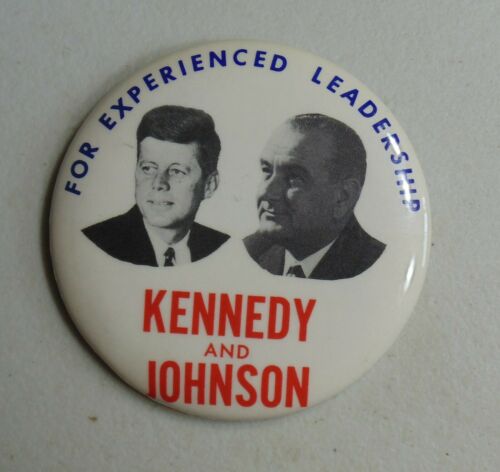 FOR EXPERIENCED LEADERSHIP
KENNEDY
AND
JOHNSON